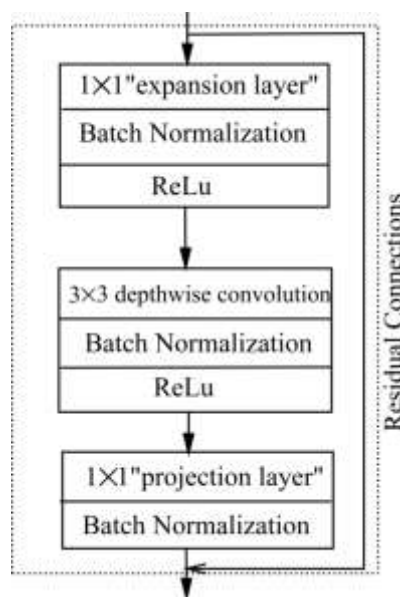 1×1"expansion layer"
Batch Normalization
ReLu
3×3 depthwise convolution
Batch Normalization
ReLu
1×1"projection layer"
Batch Normalization
Residual Connections